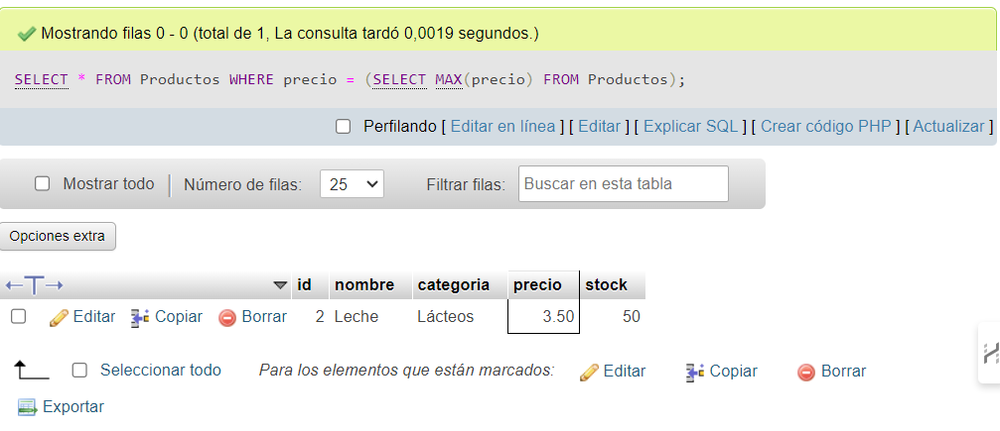 Mostrando filas 0 - 0 (total de 1, La consulta tardó 0,0019 segundos.)
SELECT * FROM Productos WHERE precio = (SELECT MAX(precio) FROM Productos);
Perfilando [ Editar en línea ] [ Editar ] [ Explicar SQL ] [ Crear código PHP ] [ Actualizar ]
Mostrar todo Número de filas: 25 Filtrar filas: Buscar en esta tabla
Opciones extra
id nombre categoria precio stock
Editar Copiar Borrar 2 Leche Lácteos 3.50 50
Seleccionar todo Para los elementos que están marcados: Editar Copiar Borrar
Exportar